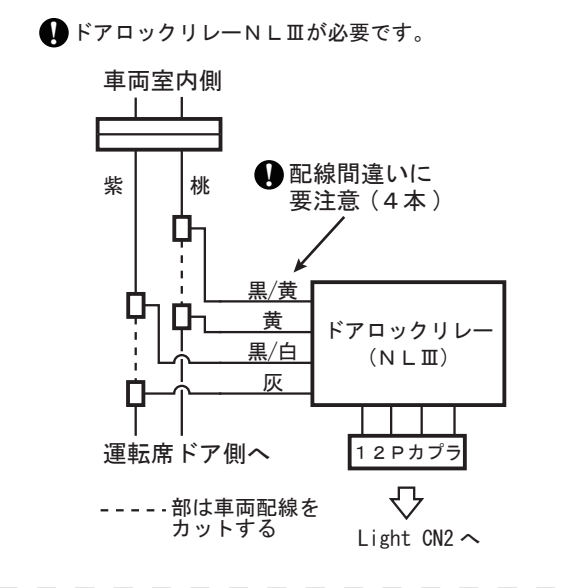 ! ドアロックリレーＮＬⅢが必要です。
車両室内側
紫
桃
! 配線間違いに
要注意（４本）
黒/黄
黄
黒/白
灰
ドアロックリレー
（ＮＬⅢ）
１２Ｐカプラ
運転席ドア側へ
-----部は車両配線を
カットする
Light CN2 へ